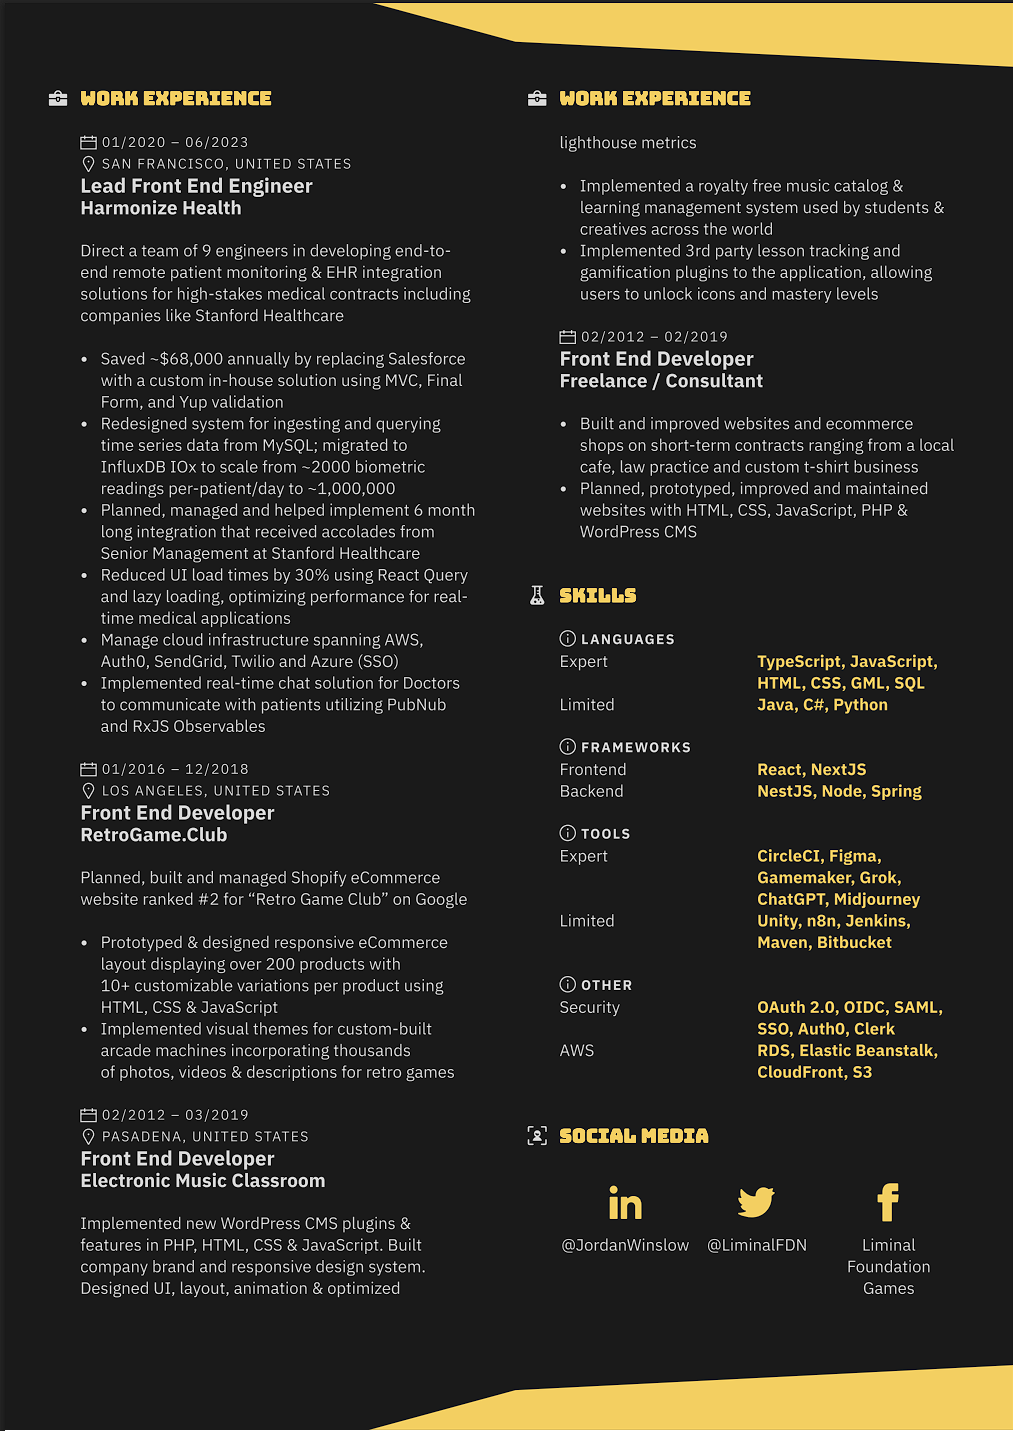 WORK EXPERIENCE
01/2020 – 06/2023
SAN FRANCISCO, UNITED STATES
Lead Front End Engineer
Harmonize Health
Direct a team of 9 engineers in developing end-to-
end remote patient monitoring & EHR integration
solutions for high-stakes medical contracts including
companies like Stanford Healthcare
• Saved ~$68,000 annually by replacing Salesforce
with a custom in-house solution using MVC, Final
Form, and Yup validation
• Redesigned system for ingesting and querying
time series data from MySQL; migrated to
InfluxDB IOx to scale from ~2000 biometric
readings per-patient/day to ~1,000,000
• Planned, managed and helped implement 6 month
long integration that received accolades from
Senior Management at Stanford Healthcare
• Reduced UI load times by 30% using React Query
and lazy loading, optimizing performance for real-
time medical applications
• Manage cloud infrastructure spanning AWS,
Auth0, SendGrid, Twilio and Azure (SSO)
• Implemented real-time chat solution for Doctors
to communicate with patients utilizing PubNub
and RxJS Observables
01/2016 – 12/2018
LOS ANGELES, UNITED STATES
Front End Developer
RetroGame.Club
Planned, built and managed Shopify eCommerce
website ranked #2 for “Retro Game Club” on Google
• Prototyped & designed responsive eCommerce
layout displaying over 200 products with
10+ customizable variations per product using
HTML, CSS & JavaScript
• Implemented visual themes for custom-built
arcade machines incorporating thousands
of photos, videos & descriptions for retro games
02/2012 – 03/2019
PASADENA, UNITED STATES
Front End Developer
Electronic Music Classroom
Implemented new WordPress CMS plugins &
features in PHP, HTML, CSS & JavaScript. Built
company brand and responsive design system.
Designed UI, layout, animation & optimized
WORK EXPERIENCE
lighthouse metrics
• Implemented a royalty free music catalog &
learning management system used by students &
creatives across the world
• Implemented 3rd party lesson tracking and
gamification plugins to the application, allowing
users to unlock icons and mastery levels
02/2012 – 02/2019
Front End Developer
Freelance / Consultant
• Built and improved websites and ecommerce
shops on short-term contracts ranging from a local
cafe, law practice and custom t-shirt business
• Planned, prototyped, improved and maintained
websites with HTML, CSS, JavaScript, PHP &
WordPress CMS
SKILLS
LANGUAGES
Expert TypeScript, JavaScript,
HTML, CSS, GML, SQL
Limited Java, C#, Python
FRAMEWORKS
Frontend React, NextJS
Backend NestJS, Node, Spring
TOOLS
Expert CircleCI, Figma,
Gamemaker, Grok,
ChatGPT, Midjourney
Limited Unity, n8n, Jenkins,
Maven, Bitbucket
OTHER
Security OAuth 2.0, OIDC, SAML,
SSO, Auth0, Clerk
AWS RDS, Elastic Beanstalk,
CloudFront, S3
SOCIAL MEDIA
@JordanWinslow
@LiminalFDN
Liminal
Foundation
Games